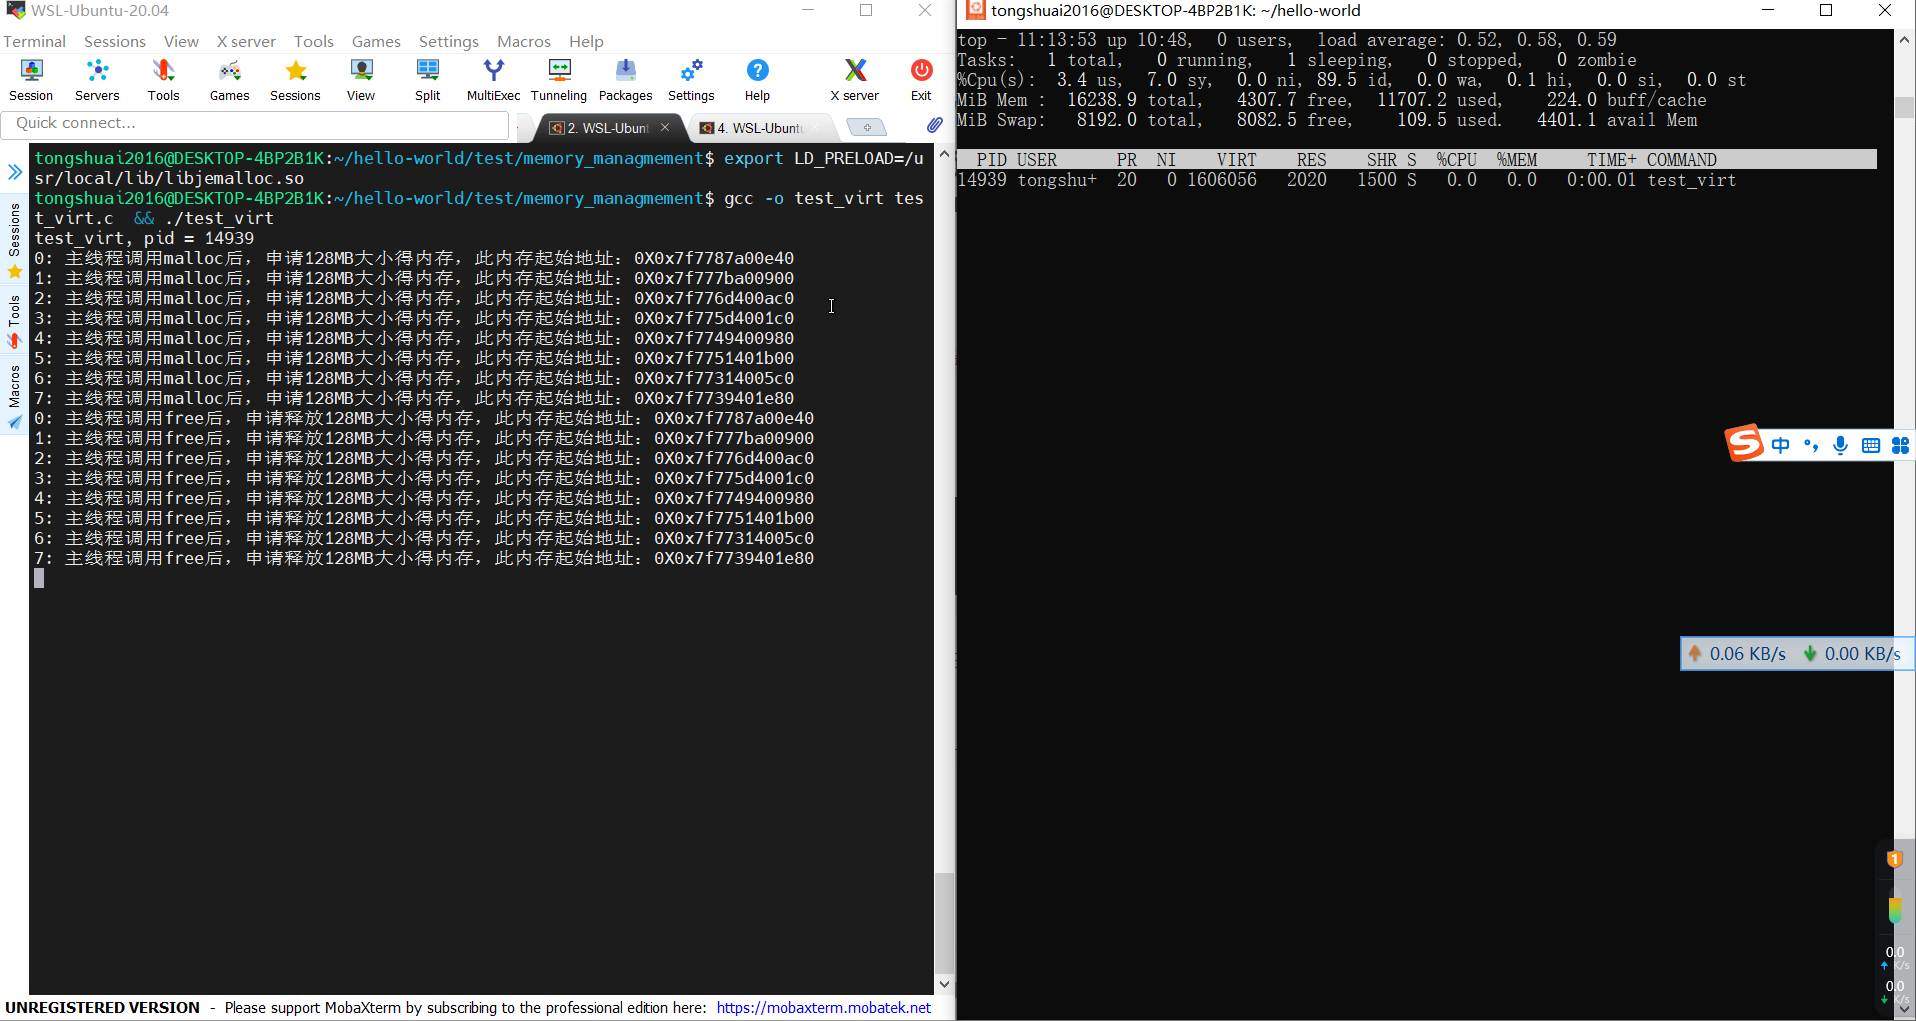 WSL-Ubuntu-20.04
Terminal Sessions View X server Tools Games Settings Macros Help
Session Servers Tools Games Sessions View Split MultiExec Tunneling Packages Settings Help X server Exit
Quick connect...
2. WSL-Ubunt
4. WSL-Ubuntu
Sessions
Tools
Macros
tongshuai2016@DESKTOP-4BP2B1K:~/hello-world/test/memory_managmement$ export LD_PRELOAD=/u
sr/local/lib/libjemalloc.so
tongshuai2016@DESKTOP-4BP2B1K:~/hello-world/test/memory_managmement$ gcc -o test_virt tes
t_virt.c  && ./test_virt
test_virt, pid = 14939
0: 主线程调用malloc后，申请128MB大小得内存，此内存起始地址：0X0x7f7787a00e40
1: 主线程调用malloc后，申请128MB大小得内存，此内存起始地址：0X0x7f777ba00900
2: 主线程调用malloc后，申请128MB大小得内存，此内存起始地址：0X0x7f776d400ac0
3: 主线程调用malloc后，申请128MB大小得内存，此内存起始地址：0X0x7f775d4001c0
4: 主线程调用malloc后，申请128MB大小得内存，此内存起始地址：0X0x7f7749400980
5: 主线程调用malloc后，申请128MB大小得内存，此内存起始地址：0X0x7f7751401b00
6: 主线程调用malloc后，申请128MB大小得内存，此内存起始地址：0X0x7f77314005c0
7: 主线程调用malloc后，申请128MB大小得内存，此内存起始地址：0X0x7f7739401e80
0: 主线程调用free后，申请释放128MB大小得内存，此内存起始地址：0X0x7f7787a00e40
1: 主线程调用free后，申请释放128MB大小得内存，此内存起始地址：0X0x7f777ba00900
2: 主线程调用free后，申请释放128MB大小得内存，此内存起始地址：0X0x7f776d400ac0
3: 主线程调用free后，申请释放128MB大小得内存，此内存起始地址：0X0x7f775d4001c0
4: 主线程调用free后，申请释放128MB大小得内存，此内存起始地址：0X0x7f7749400980
5: 主线程调用free后，申请释放128MB大小得内存，此内存起始地址：0X0x7f7751401b00
6: 主线程调用free后，申请释放128MB大小得内存，此内存起始地址：0X0x7f77314005c0
7: 主线程调用free后，申请释放128MB大小得内存，此内存起始地址：0X0x7f7739401e80
UNREGISTERED VERSION - Please support MobaXterm by subscribing to the professional edition here: https://mobaxterm.mobatek.net
tongshuai2016@DESKTOP-4BP2B1K: ~/hello-world
top - 11:13:53 up 10:48,  0 users,  load average: 0.52, 0.58, 0.59
Tasks:   1 total,   0 running,   1 sleeping,   0 stopped,   0 zombie
%Cpu(s):  3.4 us,  7.0 sy,  0.0 ni, 89.5 id,  0.0 wa,  0.1 hi,  0.0 si,  0.0 st
MiB Mem :  16238.9 total,   4307.7 free,  11707.2 used,    224.0 buff/cache
MiB Swap:   8192.0 total,   8082.5 free,    109.5 used.   4401.1 avail Mem
PID USER PR NI VIRT RES SHR S %CPU %MEM TIME+ COMMAND
14939 tongshu+ 20 0 1606056 2020 1500 S 0.0 0.0 0:00.01 test_virt
中
0.06 KB/s 0.00 KB/s
1
0.0
K/s
0.0
K/s